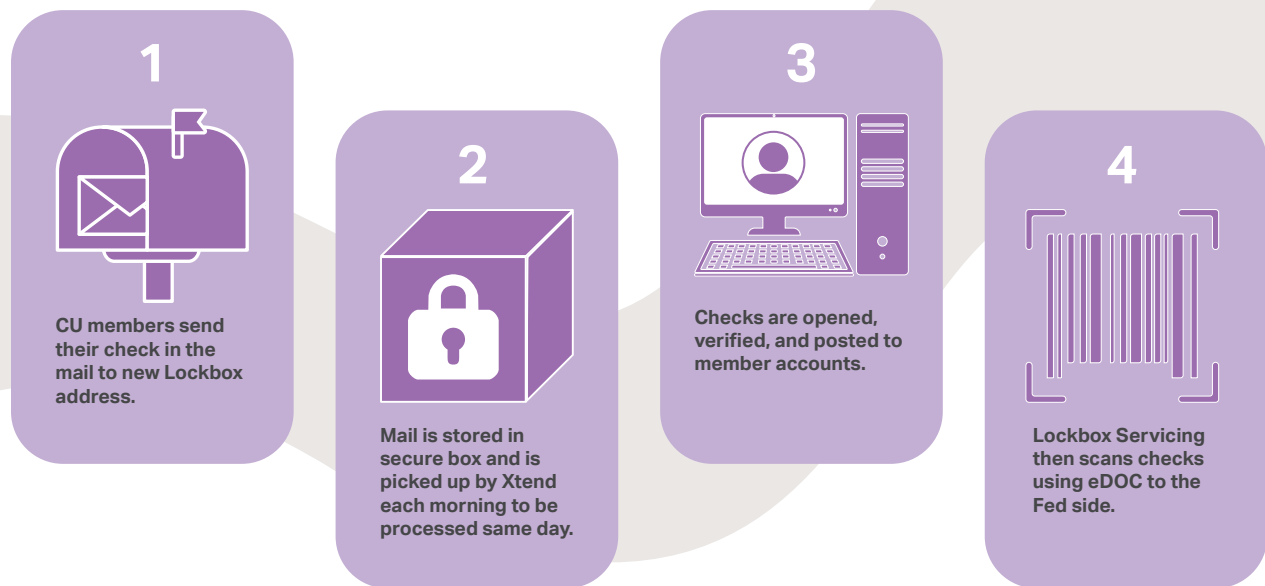 1
CU members send
their check in the
mail to new Lockbox
address.
2
Mail is stored in
secure box and is
picked up by Xtend
each morning to be
processed same day.
3
Checks are opened,
verified, and posted to
member accounts.
4
Lockbox Servicing
then scans checks
using eDOC to the
Fed side.